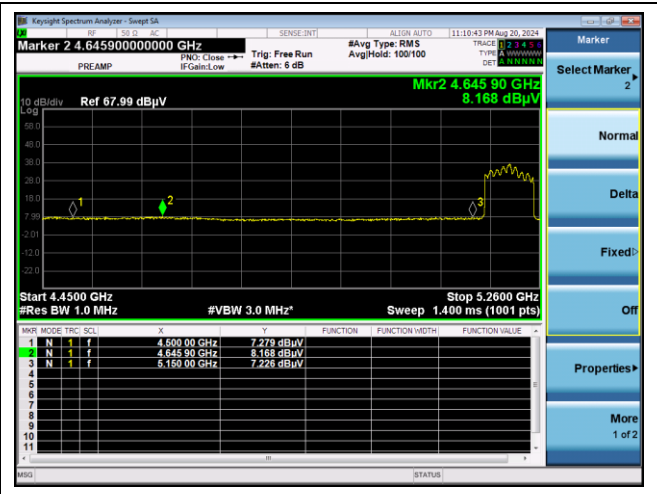 Keysight Spectrum Analyzer - Swept SA
RF 50 Ω AC SENSE:INT ALIGN AUTO 11:10:43 PM Aug 20, 2024
Marker 2 4.645900000000 GHz #Avg Type: RMS TRACE 1 2 3 4 5 6
PNO: Close Trig: Free Run Avg|Hold: 100/100 TYPE A WWWWW
PREAMP IFGain:Low #Atten: 6 dB DET A N N N N N
Mkr2 4.645 90 GHz
10 dB/div Ref 67.99 dBµV 8.168 dBµV
Log
58.0
48.0
38.0
28.0
18.0
7.99
-2.01
-12.0
-22.0
1
2
3
Start 4.4500 GHz Stop 5.2600 GHz
#Res BW 1.0 MHz #VBW 3.0 MHz* Sweep 1.400 ms (1001 pts)
MKR MODE TRC SCL X Y FUNCTION FUNCTION WIDTH FUNCTION VALUE
1 N 1 f 4.500 00 GHz 7.279 dBµV
2 N 1 f 4.645 90 GHz 8.168 dBµV
3 N 1 f 5.150 00 GHz 7.226 dBµV
4
5
6
7
8
9
10
11
MSG STATUS
Marker
Select Marker
2
Normal
Delta
Fixed
Off
Properties
More
1 of 2